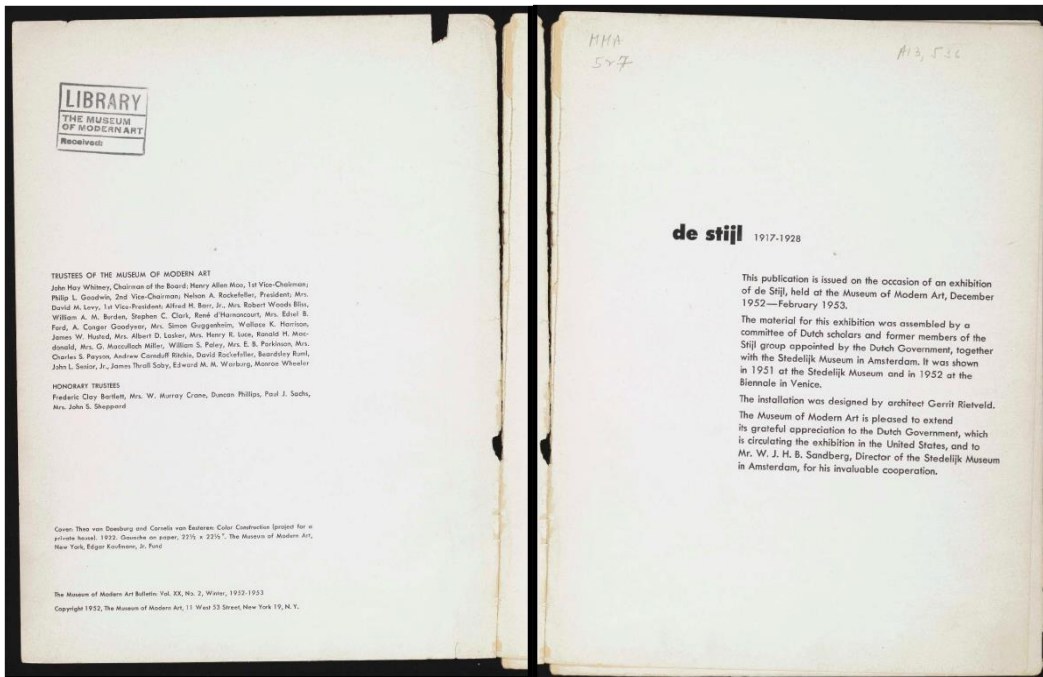 LIBRARY
THE MUSEUM
OF MODERN ART
Received:
TRUSTEES OF THE MUSEUM OF MODERN ART
John Hay Whitney, Chairman of the Board; Henry Allen Moe, 1st Vice-Chairman;
Philip L. Goodwin, 2nd Vice-Chairman; Nelson A. Rockefeller, President; Mrs.
David M. Levy, 1st Vice-President; Alfred H. Barr, Jr., Mrs. Robert Woods Bliss,
William A. M. Burden, Stephen C. Clark, René d'Harnoncourt, Mrs. Edsel B.
Ford, A. Conger Goodyear, Mrs. Simon Guggenheim, Wallace K. Harrison,
James W. Husted, Mrs. Albert D. Lasker, Mrs. Henry R. Luce, Ranald H. Mac-
donald, Mrs. G. Macculloch Miller, William S. Paley, Mrs. E. B. Parkinson, Mrs.
Charles S. Payson, Andrew Carnduff Ritchie, David Rockefeller, Beardsley Ruml,
John L. Senior, Jr., James Thrall Soby, Edward M. M. Warburg, Monroe Wheeler
HONORARY TRUSTEES
Frederic Clay Bartlett, Mrs. W. Murray Crane, Duncan Phillips, Paul J. Sachs,
Mrs. John S. Sheppard
Cover: Theo van Doesburg and Cornelis van Eesteren: Color Construction (project for a
private house). 1922. Gouache on paper, 22½ x 22½". The Museum of Modern Art,
New York, Edgar Kaufmann, Jr. Fund
The Museum of Modern Art Bulletin: Vol. XX, No. 2, Winter, 1952-1953
Copyright 1952, The Museum of Modern Art, 11 West 53 Street, New York 19, N. Y.
MMA
527
de stijl 1917-1928
This publication is issued on the occasion of an exhibition
of de Stijl, held at the Museum of Modern Art, December
1952—February 1953.
The material for this exhibition was assembled by a
committee of Dutch scholars and former members of the
Stijl group appointed by the Dutch Government, together
with the Stedelijk Museum in Amsterdam. It was shown
in 1951 at the Stedelijk Museum and in 1952 at the
Biennale in Venice.
The installation was designed by architect Gerrit Rietveld.
The Museum of Modern Art is pleased to extend
its grateful appreciation to the Dutch Government, which
is circulating the exhibition in the United States, and to
Mr. W. J. H. B. Sandberg, Director of the Stedelijk Museum
in Amsterdam, for his invaluable cooperation.